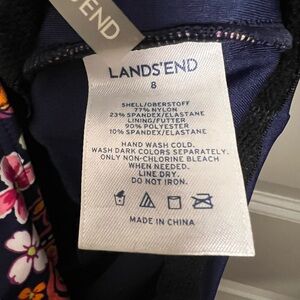 S'END
LANDS'END
8
SHELL/OBERSTOFF
77% NYLON
23% SPANDEX/ELASTANE
LINING/FUTTER
90% POLYESTER
10% SPANDEX/ELASTANE
HAND WASH COLD.
WASH DARK COLORS SEPARATELY.
ONLY NON-CHLORINE BLEACH
WHEN NEEDED.
LINE DRY.
DO NOT IRON.
MADE IN CHINA